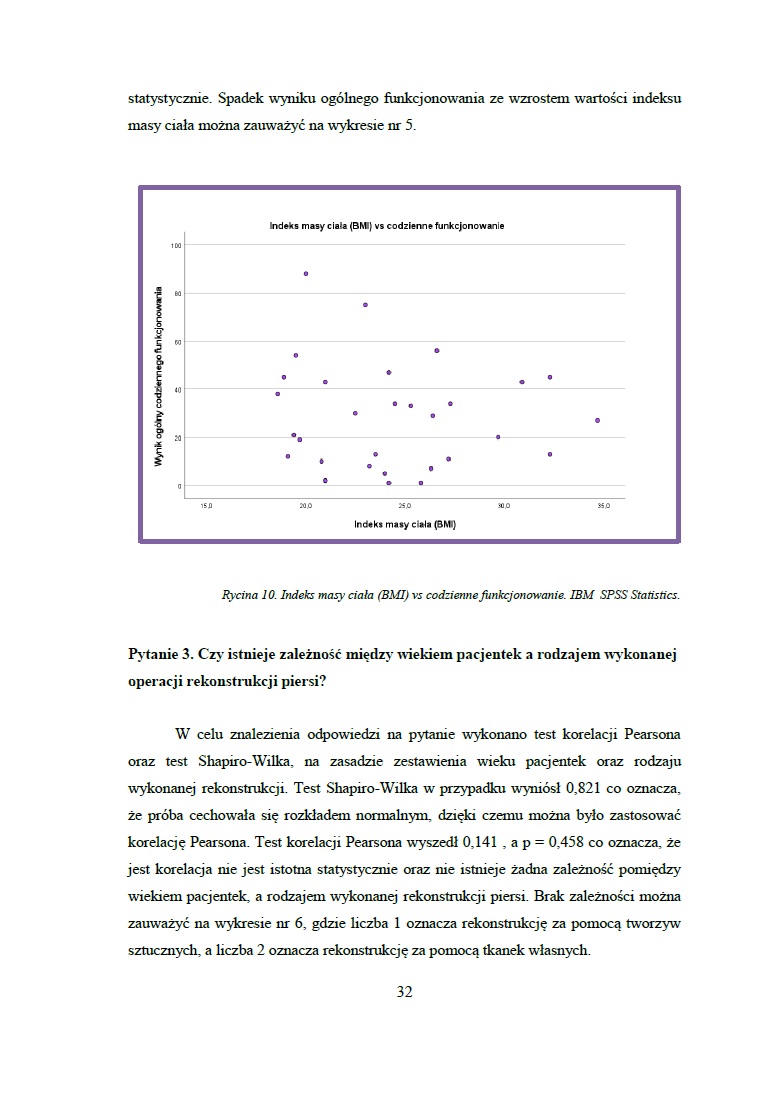 statystycznie. Spadek wyniku ogólnego funkcjonowania ze wzrostem wartości indeksu
masy ciała można zauważyć na wykresie nr 5.
Indeks masy ciała (BMI) vs codzienne funkcjonowanie
Wynik ogólny codziennego funkcjonowania
100
80
60
40
20
0
15,0 20,0 25,0 30,0 35,0
Indeks masy ciała (BMI)
Rycina 10. Indeks masy ciała (BMI) vs codzienne funkcjonowanie. IBM SPSS Statistics.
Pytanie 3. Czy istnieje zależność między wiekiem pacjentek a rodzajem wykonanej
operacji rekonstrukcji piersi?
W celu znalezienia odpowiedzi na pytanie wykonano test korelacji Pearsona
oraz test Shapiro-Wilka, na zasadzie zestawienia wieku pacjentek oraz rodzaju
wykonanej rekonstrukcji. Test Shapiro-Wilka w przypadku wyniósł 0,821 co oznacza,
że próba cechowała się rozkładem normalnym, dzięki czemu można było zastosować
korelację Pearsona. Test korelacji Pearsona wyszedł 0,141 , a p = 0,458 co oznacza, że
jest korelacja nie jest istotna statystycznie oraz nie istnieje żadna zależność pomiędzy
wiekiem pacjentek, a rodzajem wykonanej rekonstrukcji piersi. Brak zależności można
zauważyć na wykresie nr 6, gdzie liczba 1 oznacza rekonstrukcję za pomocą tworzyw
sztucznych, a liczba 2 oznacza rekonstrukcję za pomocą tkanek własnych.
32